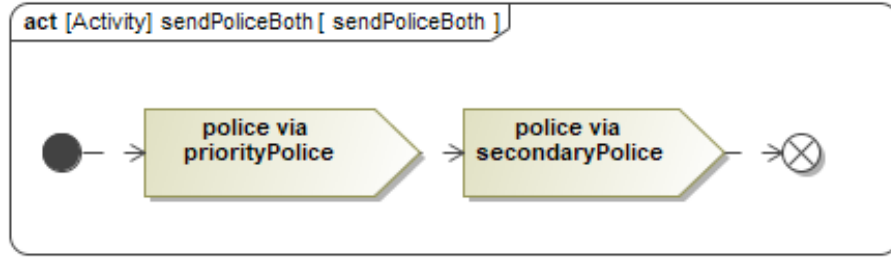 act [Activity] sendPoliceBoth [ sendPoliceBoth ]
police via
priorityPolice
police via
secondaryPolice